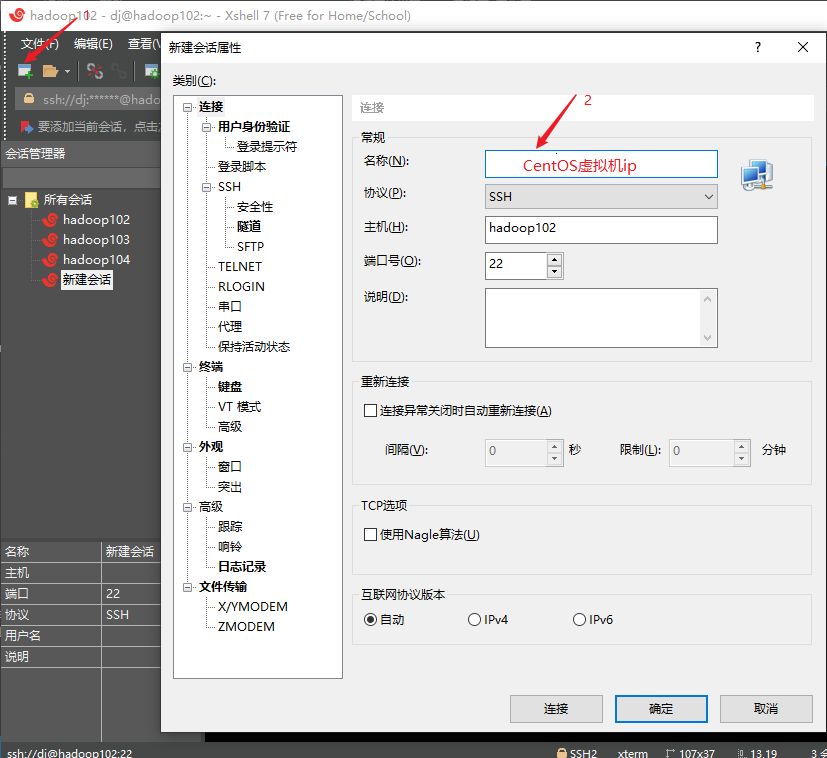 hadoop102 - dj@hadoop102:~ - Xshell 7 (Free for Home/School)
1
文件(F) 编辑(E) 查看(V
ssh://dj:******@hado
要添加当前会话，点击
会话管理器
所有会话
hadoop102
hadoop103
hadoop104
新建会话
名称 新建会话
主机
端口 22
协议 SSH
用户名
说明
新建会话属性
? ×
类别(C):
连接
用户身份验证
登录提示符
登录脚本
SSH
安全性
隧道
SFTP
TELNET
RLOGIN
串口
代理
保持活动状态
终端
键盘
VT 模式
高级
外观
窗口
突出
高级
跟踪
响铃
日志记录
文件传输
X/YMODEM
ZMODEM
连接
2
常规
名称(N): CentOS虚拟机ip
协议(P): SSH
主机(H): hadoop102
端口号(O): 22
说明(D):
重新连接
连接异常关闭时自动重新连接(A)
间隔(V): 0 秒 限制(L): 0 分钟
TCP选项
使用Nagle算法(U)
互联网协议版本
自动 IPv4 IPv6
连接 确定 取消
ssh://dj@hadoop102:22 SSH2 xterm 107x37 13,19 3